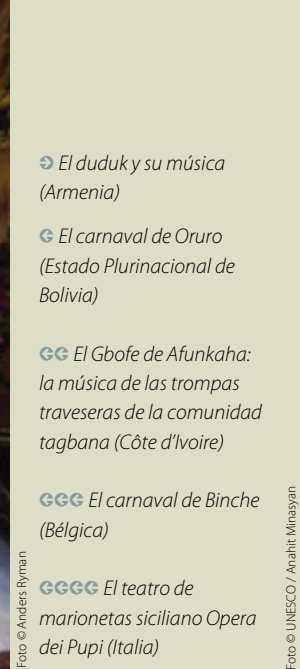 El duduk y su música
(Armenia)
El carnaval de Oruro
(Estado Plurinacional de
Bolivia)
El Gbofe de Afunkaha:
la música de las trompas
traveseras de la comunidad
tagbana (Côte d’Ivoire)
El carnaval de Binche
(Bélgica)
El teatro de
marionetas siciliano Opera
dei Pupi (Italia)
Foto © Anders Ryman
Foto © UNESCO / Anahit Minasyan